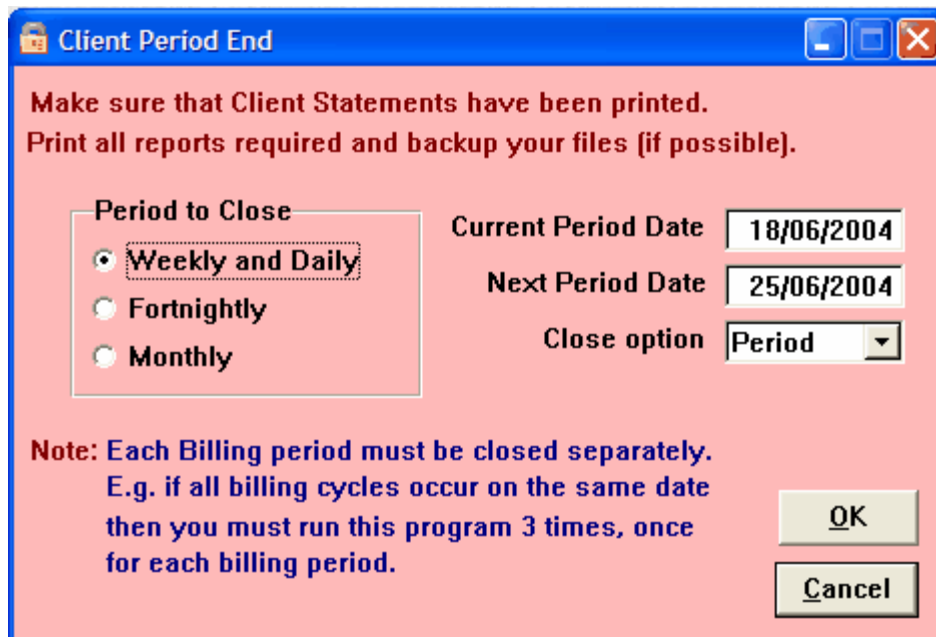 Client Period End
Make sure that Client Statements have been printed.
Print all reports required and backup your files (if possible).
Period to Close
Weekly and Daily
Fortnightly
Monthly
Current Period Date 18/06/2004
Next Period Date 25/06/2004
Close option Period
Note: Each Billing period must be closed separately.
E.g. if all billing cycles occur on the same date
then you must run this program 3 times, once
for each billing period.
OK
Cancel